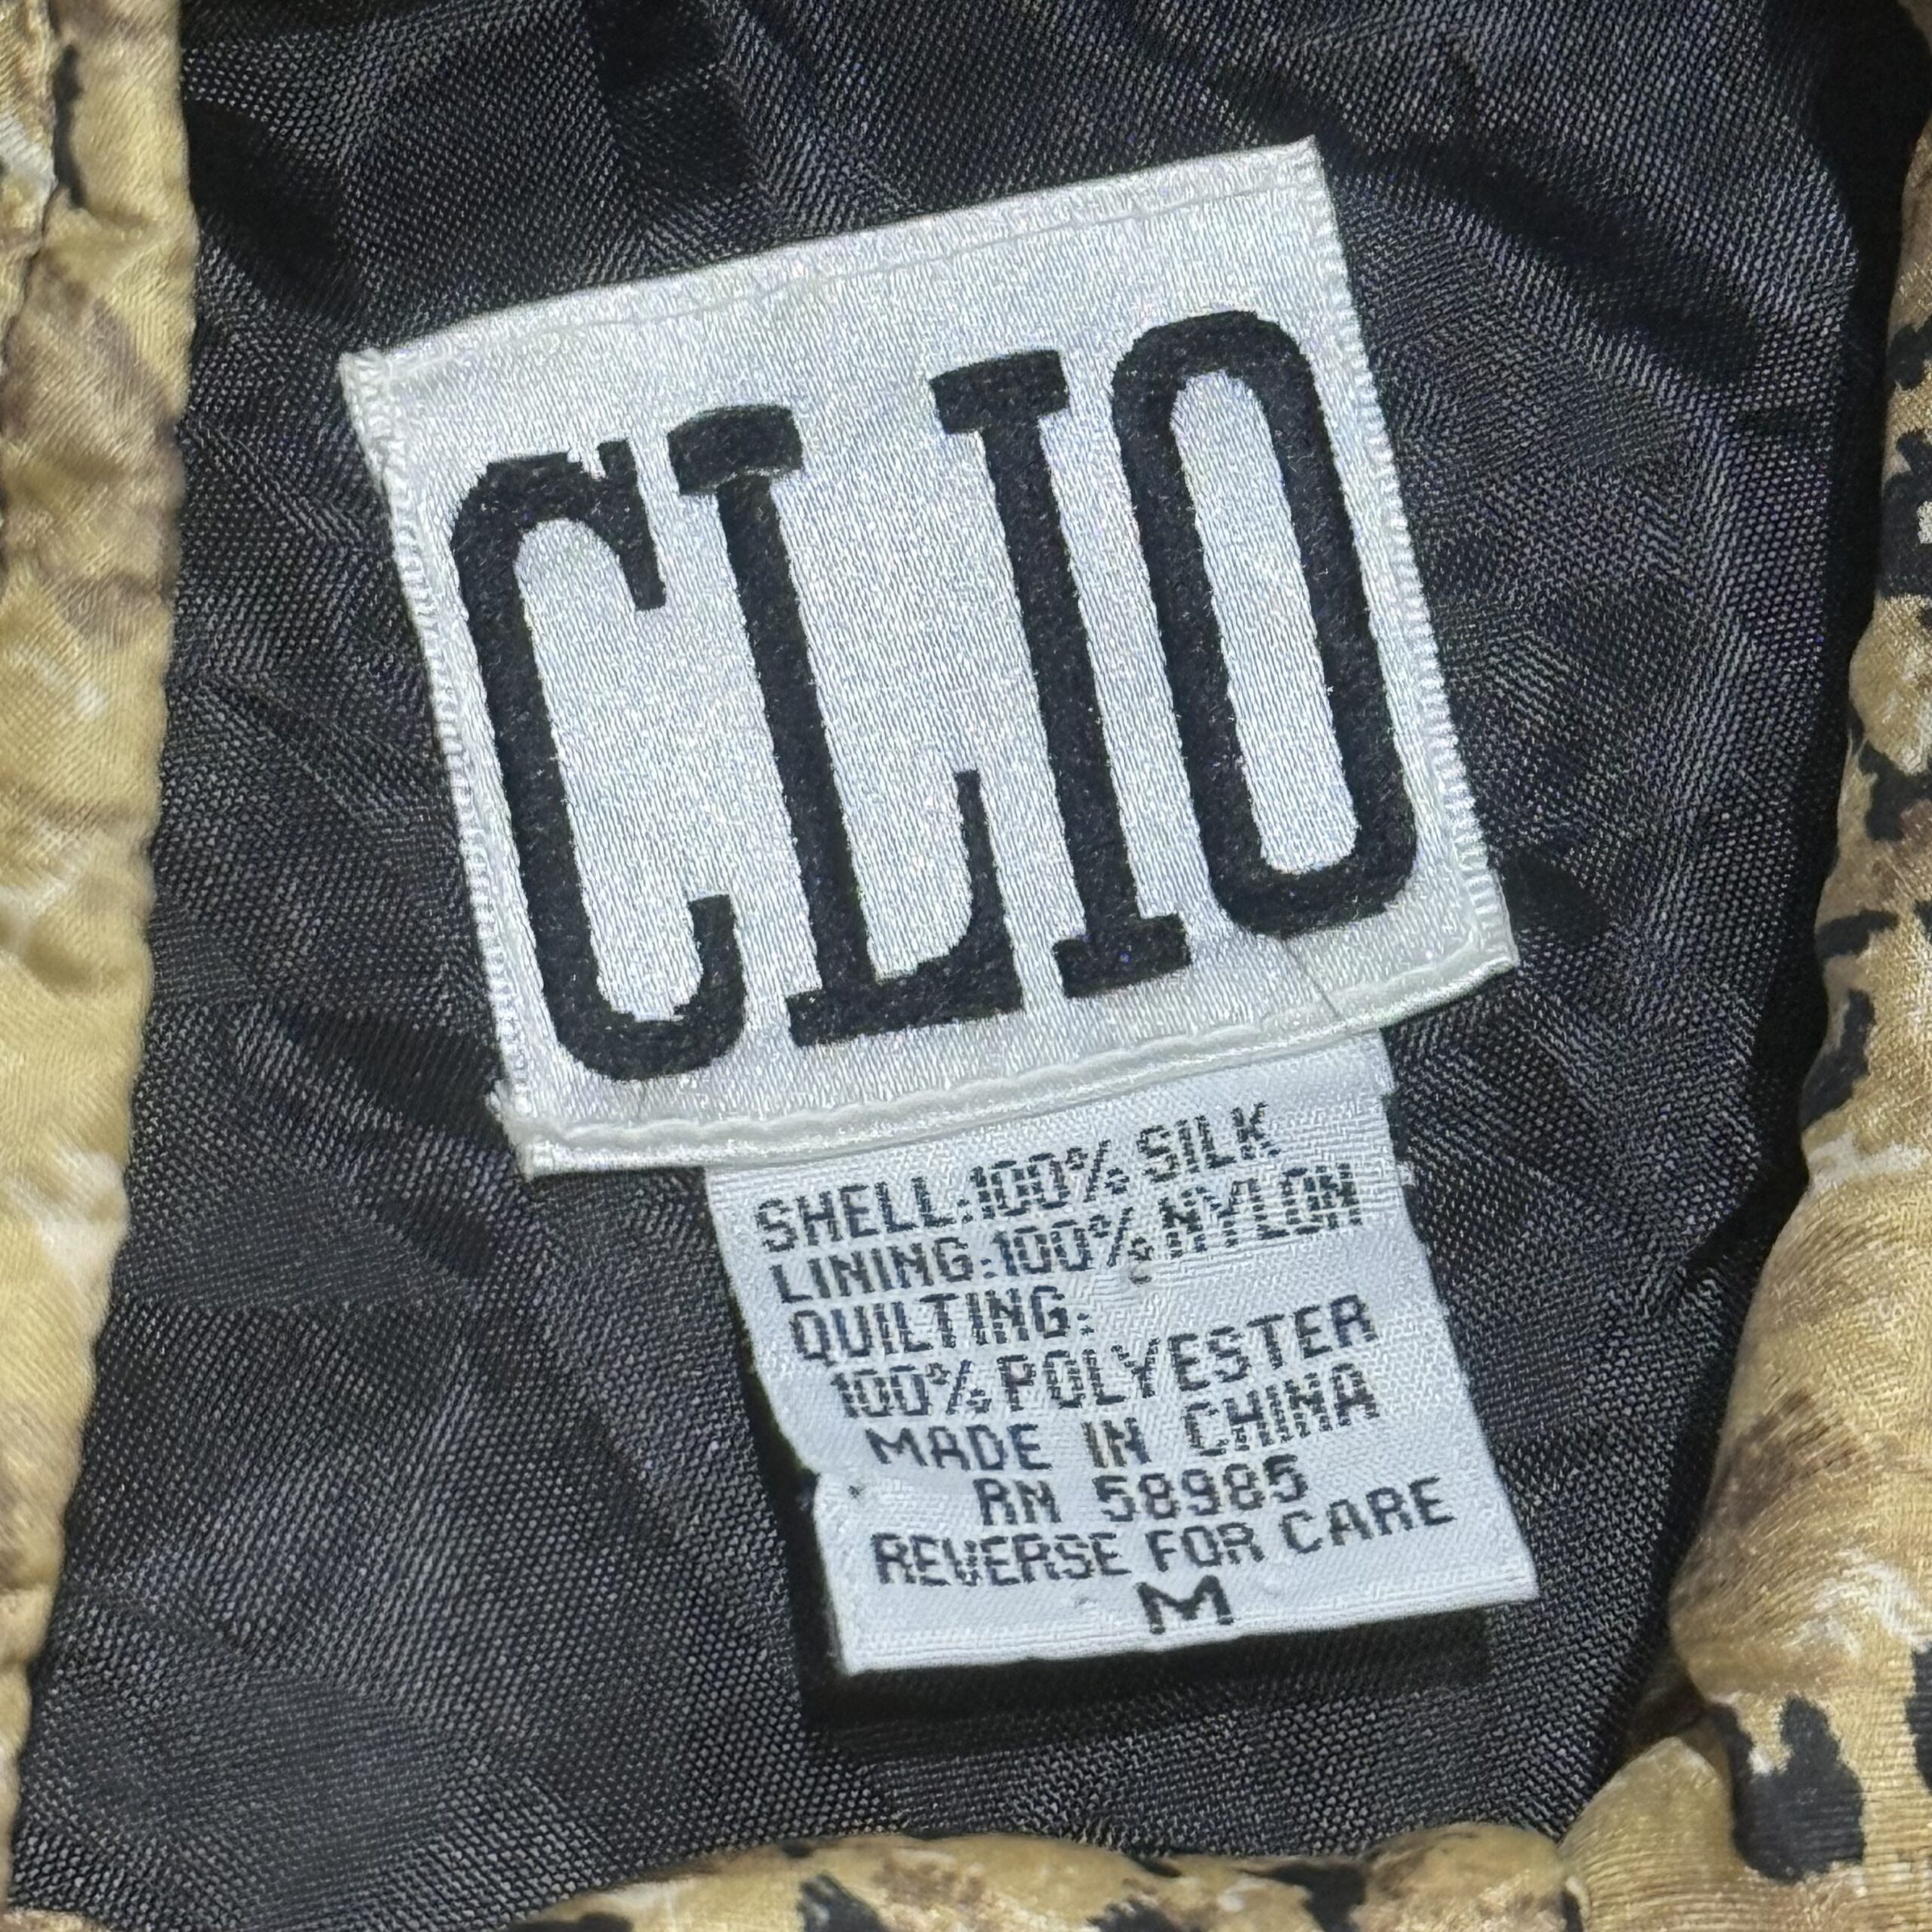 CLIO
SHELL:100% SILK
LINING:100% NYLON
QUILTING:
100% POLYESTER
MADE IN CHINA
RN 58985
REVERSE FOR CARE
M